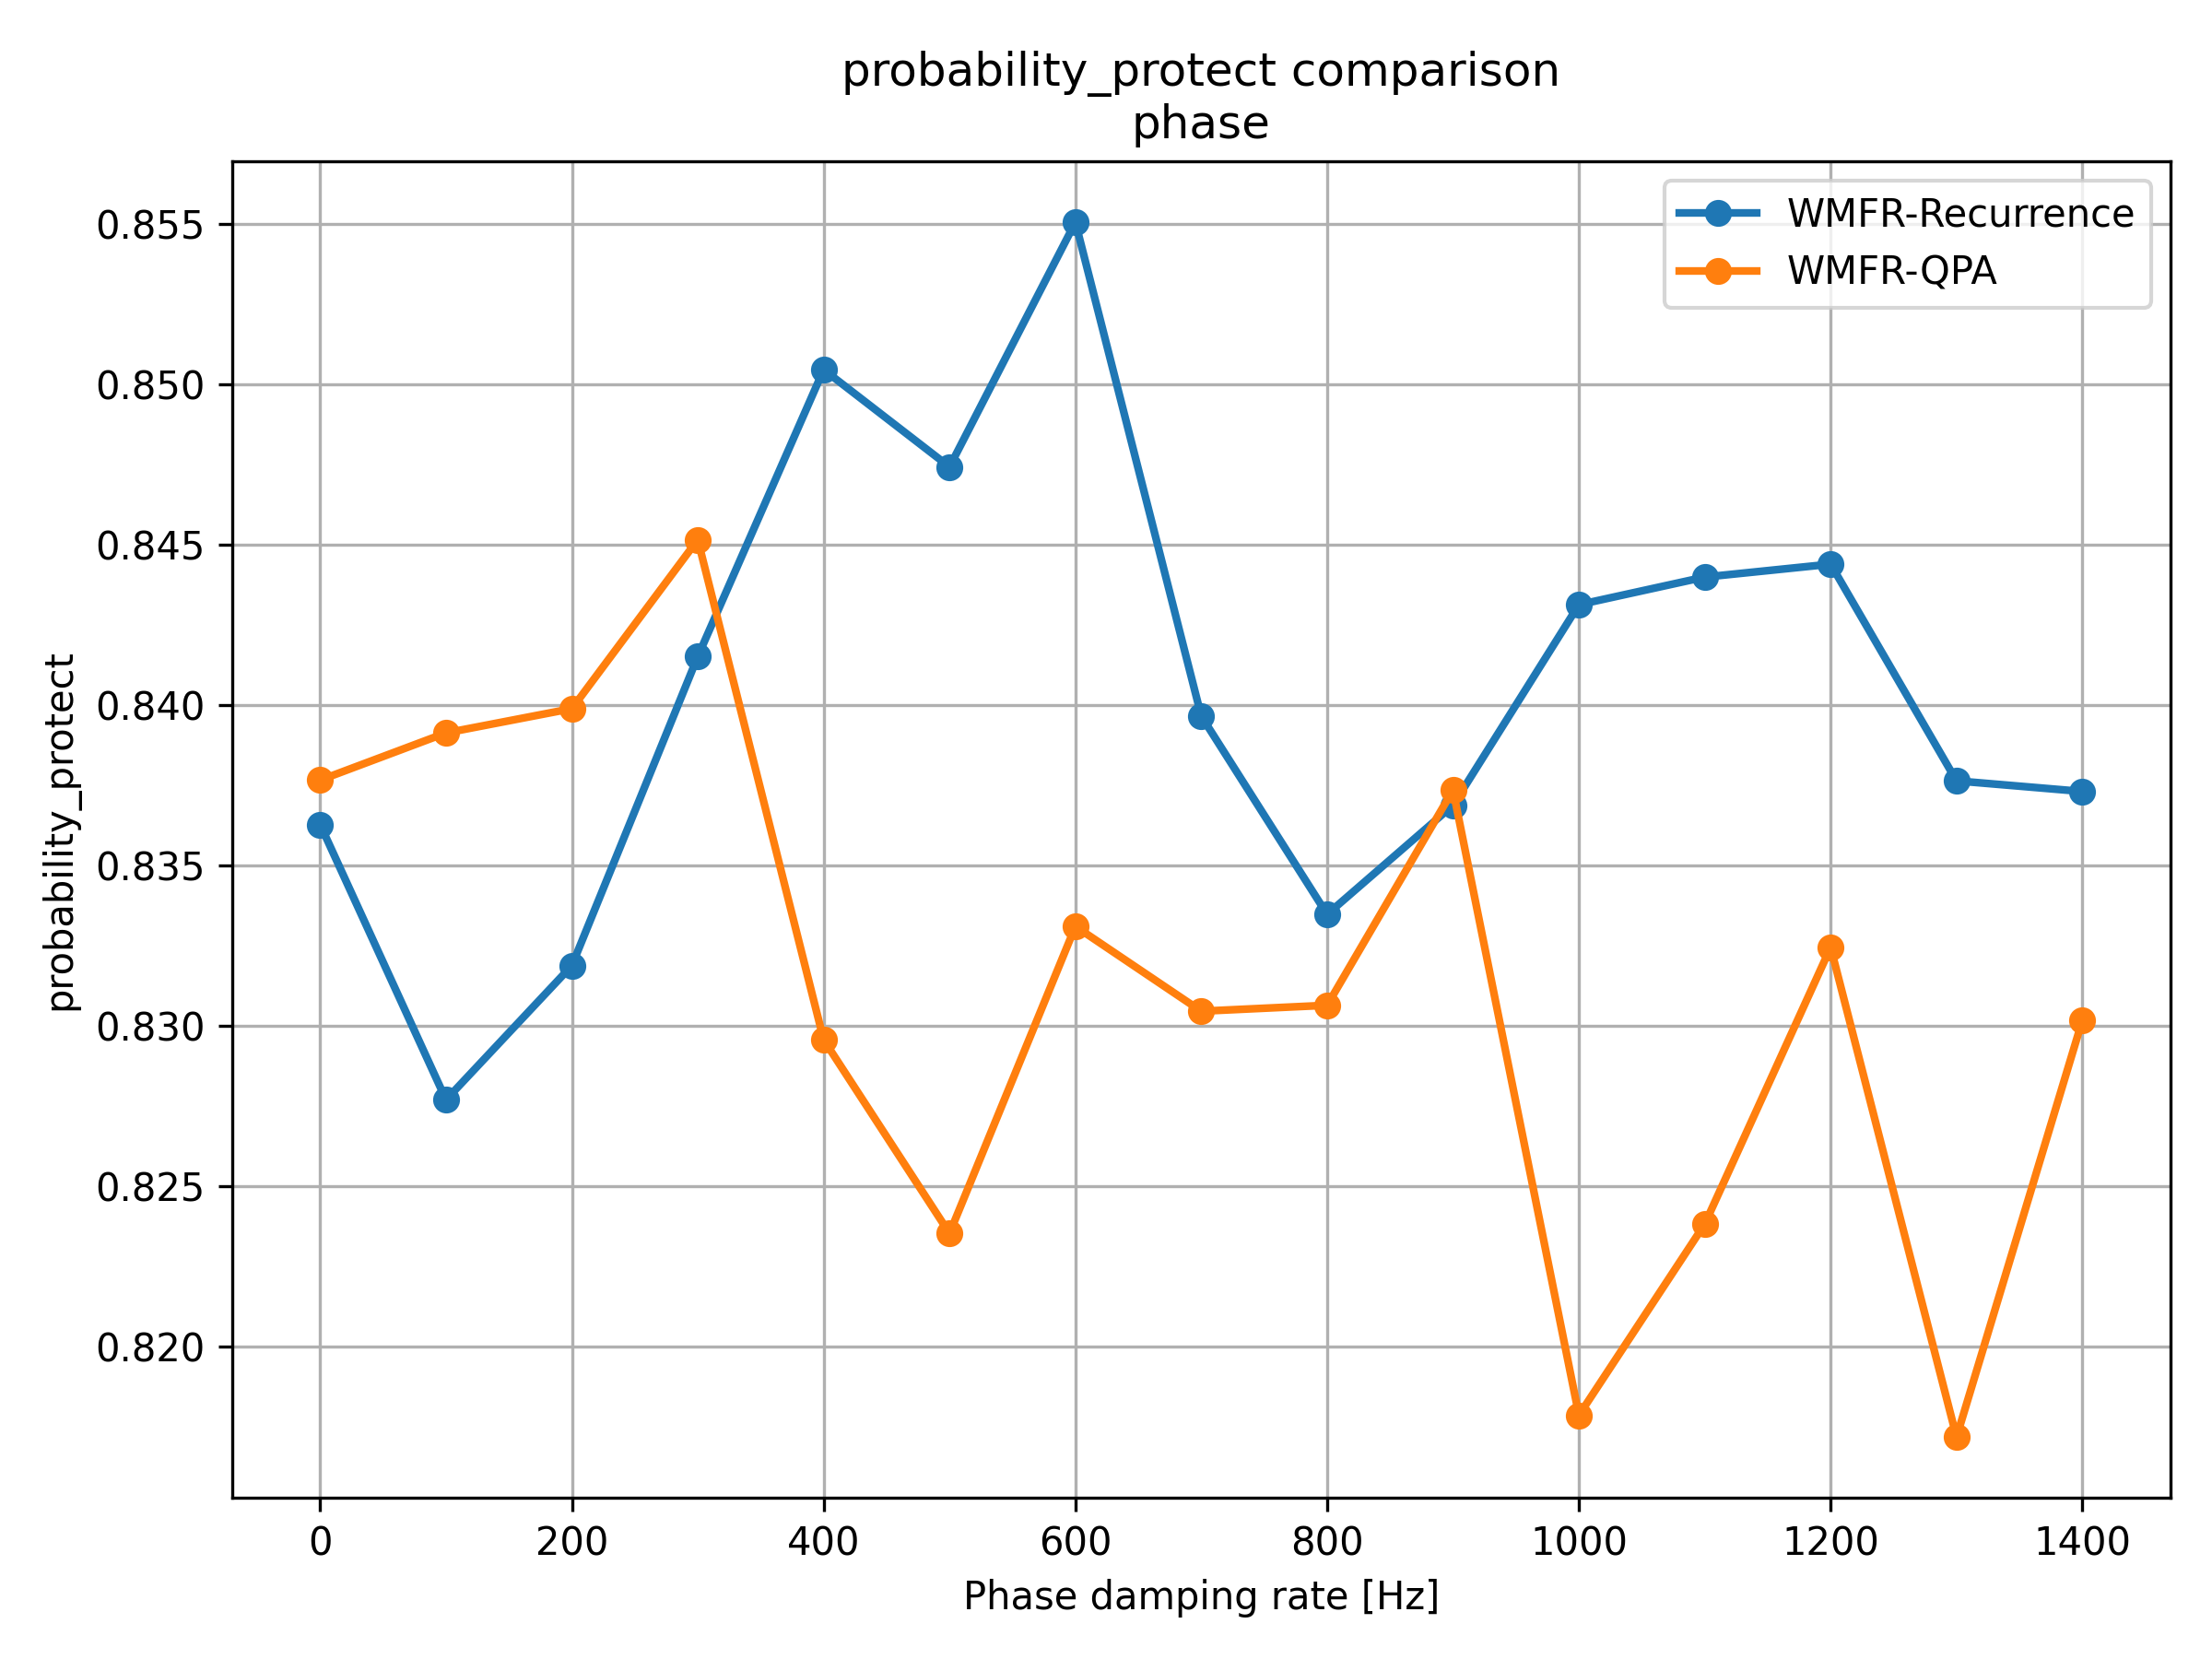 probability_protect comparison
phase
WMFR-Recurrence
WMFR-QPA
probability_protect
0.855
0.850
0.845
0.840
0.835
0.830
0.825
0.820
0 200 400 600 800 1000 1200 1400
Phase damping rate [Hz]